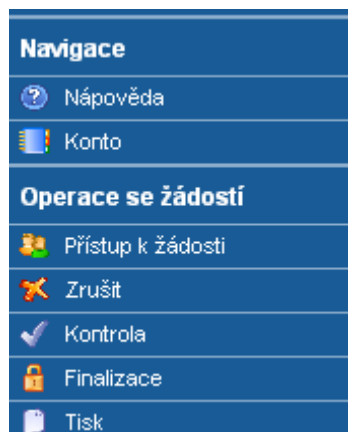 Navigace
Nápověda
Konto
Operace se žádostí
Přístup k žádosti
Zrušit
Kontrola
Finalizace
Tisk